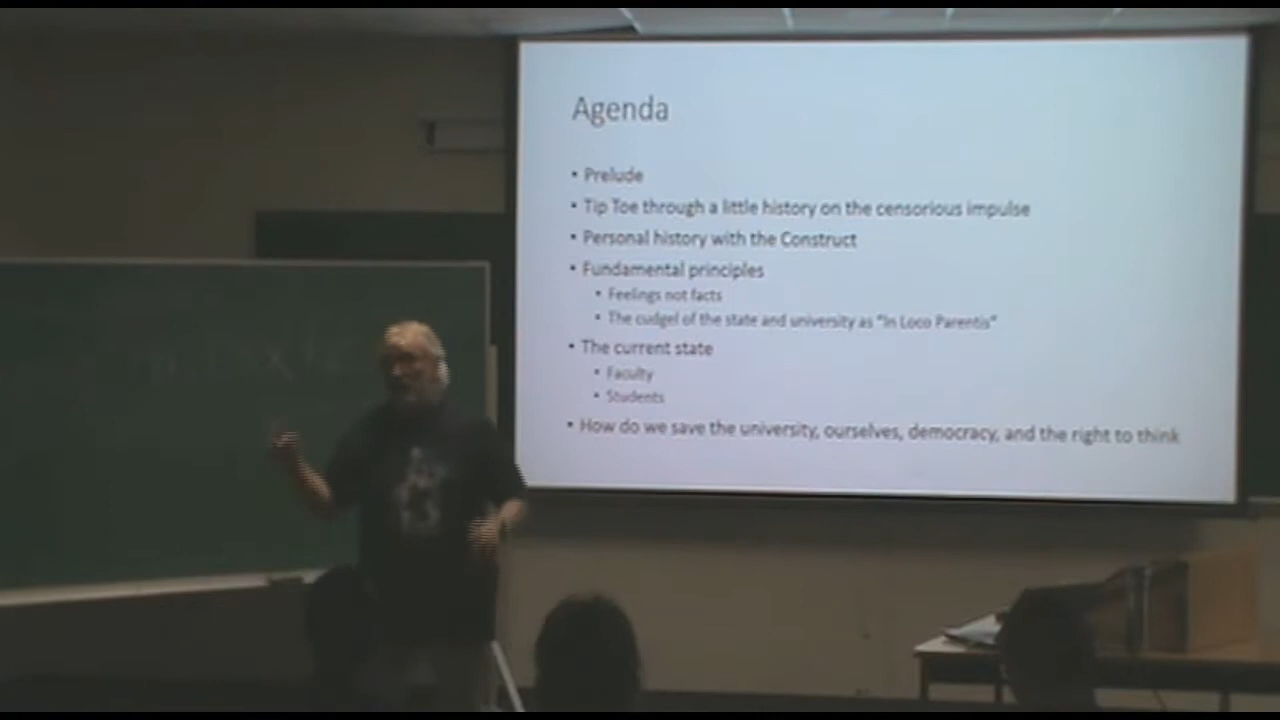 Agenda
• Prelude
• Tip Toe through a little history on the censorious impulse
• Personal history with the Construct
• Fundamental principles
• Feelings not facts
• The cudgel of the state and university as "In Loco Parentis"
• The current state
• Faculty
• Students
• How do we save the university, ourselves, democracy, and the right to think